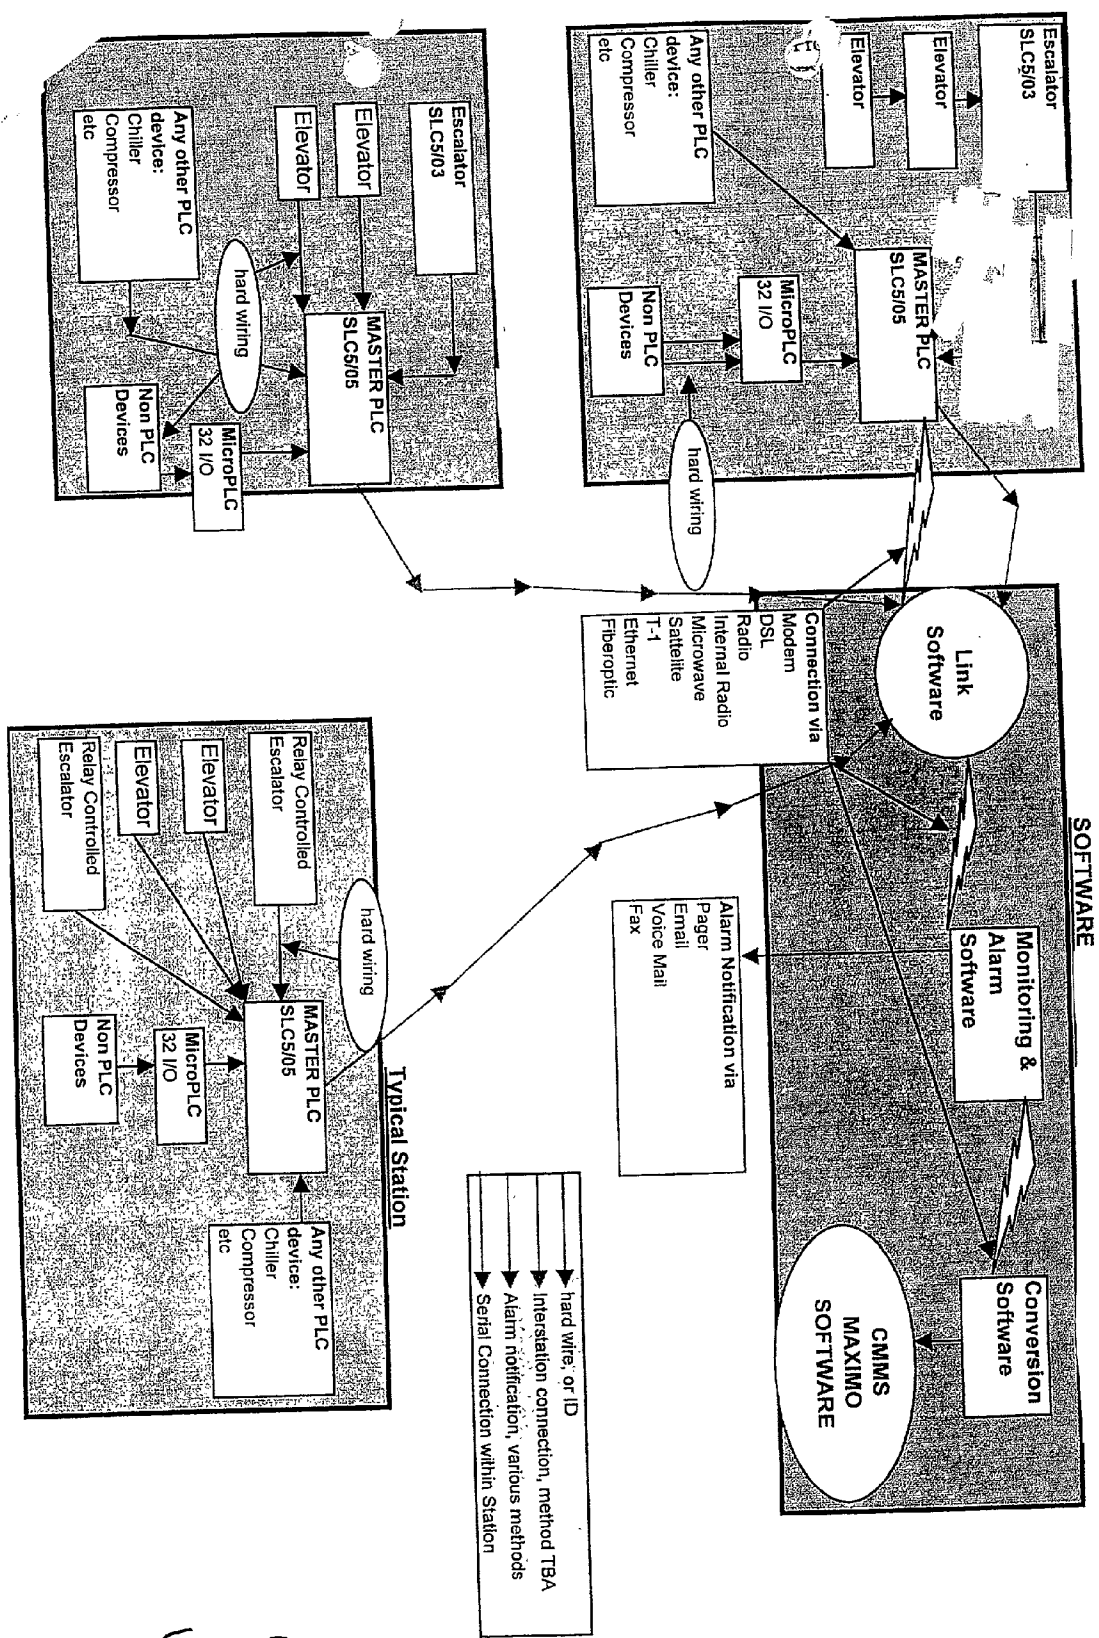 SOFTWARE
Escalator
SLC5/03
Elevator
Elevator
Any other PLC
device:
Chiller
Compressor
etc
MASTER PLC
SLC5/05
MicroPLC
32 I/O
Non PLC
Devices
hard wiring
Link
Software
Monitoring &
Alarm
Software
Conversion
Software
CMMS
MAXIMO
SOFTWARE
Connection via
Modem
DSL
Radio
Internal Radio
Microwave
Sattelite
T-1
Ethernet
Fiberoptic
Alarm Notification via
Pager
Email
Voice Mail
Fax
Escalator
SLC5/03
Elevator
Elevator
Any other PLC
device:
Chiller
Compressor
etc
hard wiring
MASTER PLC
SLC5/05
MicroPLC
32 I/O
Non PLC
Devices
Typical Station
Relay Controlled
Escalator
Elevator
Elevator
Relay Controlled
Escalator
hard wiring
MASTER PLC
SLC5/05
MicroPLC
32 I/O
Non PLC
Devices
Any other PLC
device:
Chiller
Compressor
etc
hard wire, or ID
Interstation connection, method TBA
Alarm notification, various methods
Serial Connection within Station